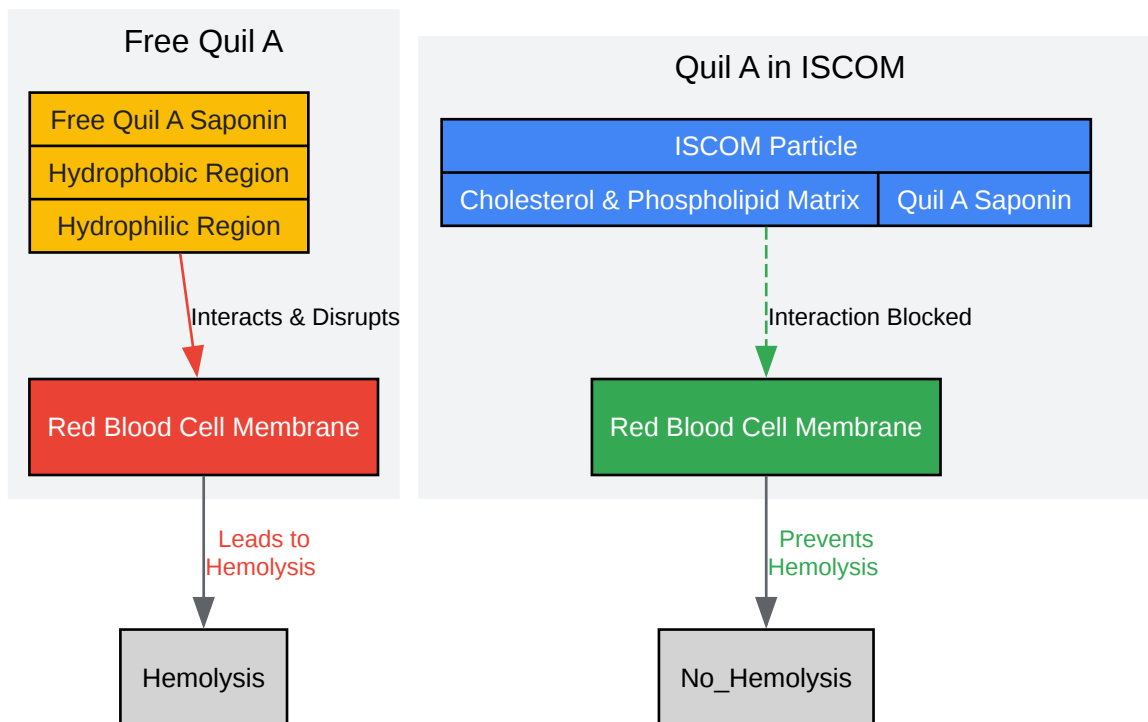 Free Quil A
Free Quil A Saponin
Hydrophobic Region
Hydrophilic Region
Interacts & Disrupts
Red Blood Cell Membrane
Leads to
Hemolysis
Hemolysis
Quil A in ISCOM
ISCOM Particle
Cholesterol & Phospholipid Matrix
Quil A Saponin
Interaction Blocked
Red Blood Cell Membrane
Prevents
Hemolysis
No_Hemolysis